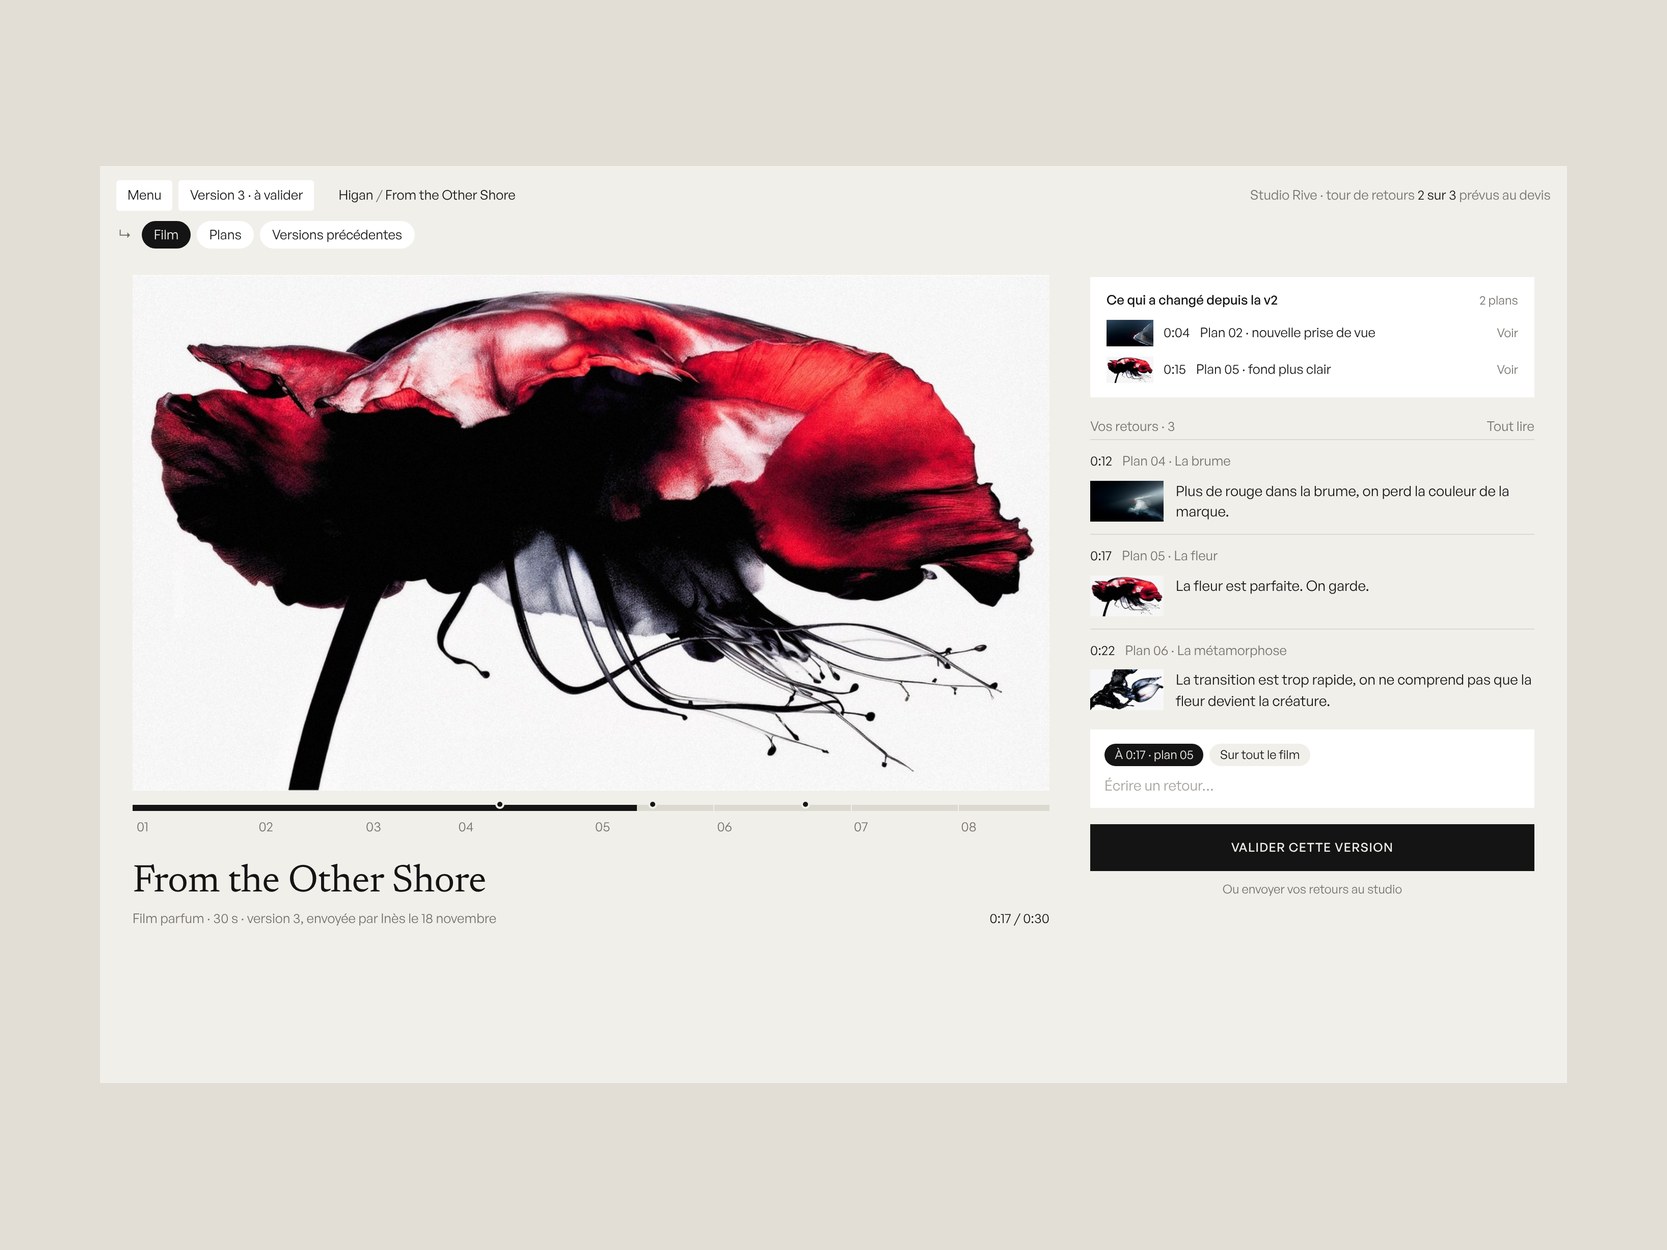 Menu
Version 3 · à valider
Higan / From the Other Shore
Studio Rive · tour de retours 2 sur 3 prévus au devis
Film
Plans
Versions précédentes
Ce qui a changé depuis la v2
2 plans
0:04 Plan 02 · nouvelle prise de vue
Voir
0:15 Plan 05 · fond plus clair
Voir
Vos retours · 3
Tout lire
0:12 Plan 04 · La brume
Plus de rouge dans la brume, on perd la couleur de la
marque.
0:17 Plan 05 · La fleur
La fleur est parfaite. On garde.
0:22 Plan 06 · La métamorphose
La transition est trop rapide, on ne comprend pas que la
fleur devient la créature.
À 0:17 · plan 05
Sur tout le film
Écrire un retour...
VALIDER CETTE VERSION
Ou envoyer vos retours au studio
01 02 03 04 05 06 07 08
From the Other Shore
Film parfum · 30 s · version 3, envoyée par Inès le 18 novembre
0:17 / 0:30